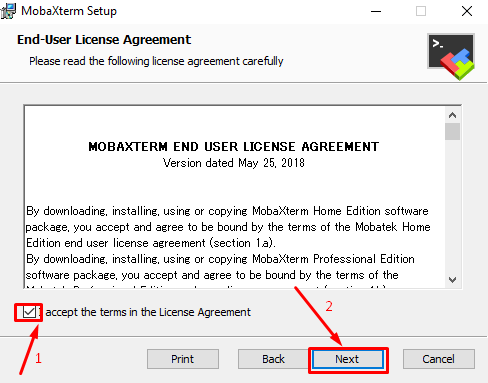 MobaXterm Setup
End-User License Agreement
Please read the following license agreement carefully
>_
MOBAXTERM END USER LICENSE AGREEMENT
Version dated May 25, 2018
By downloading, installing, using or copying MobaXterm Home Edition software
package, you accept and agree to be bound by the terms of the Mobatek Home
Edition end user license agreement (section 1.a).
By downloading, installing, using or copying MobaXterm Professional Edition
software package, you accept and agree to be bound by the terms of the
I accept the terms in the License Agreement
2
1
Print
Back
Next
Cancel